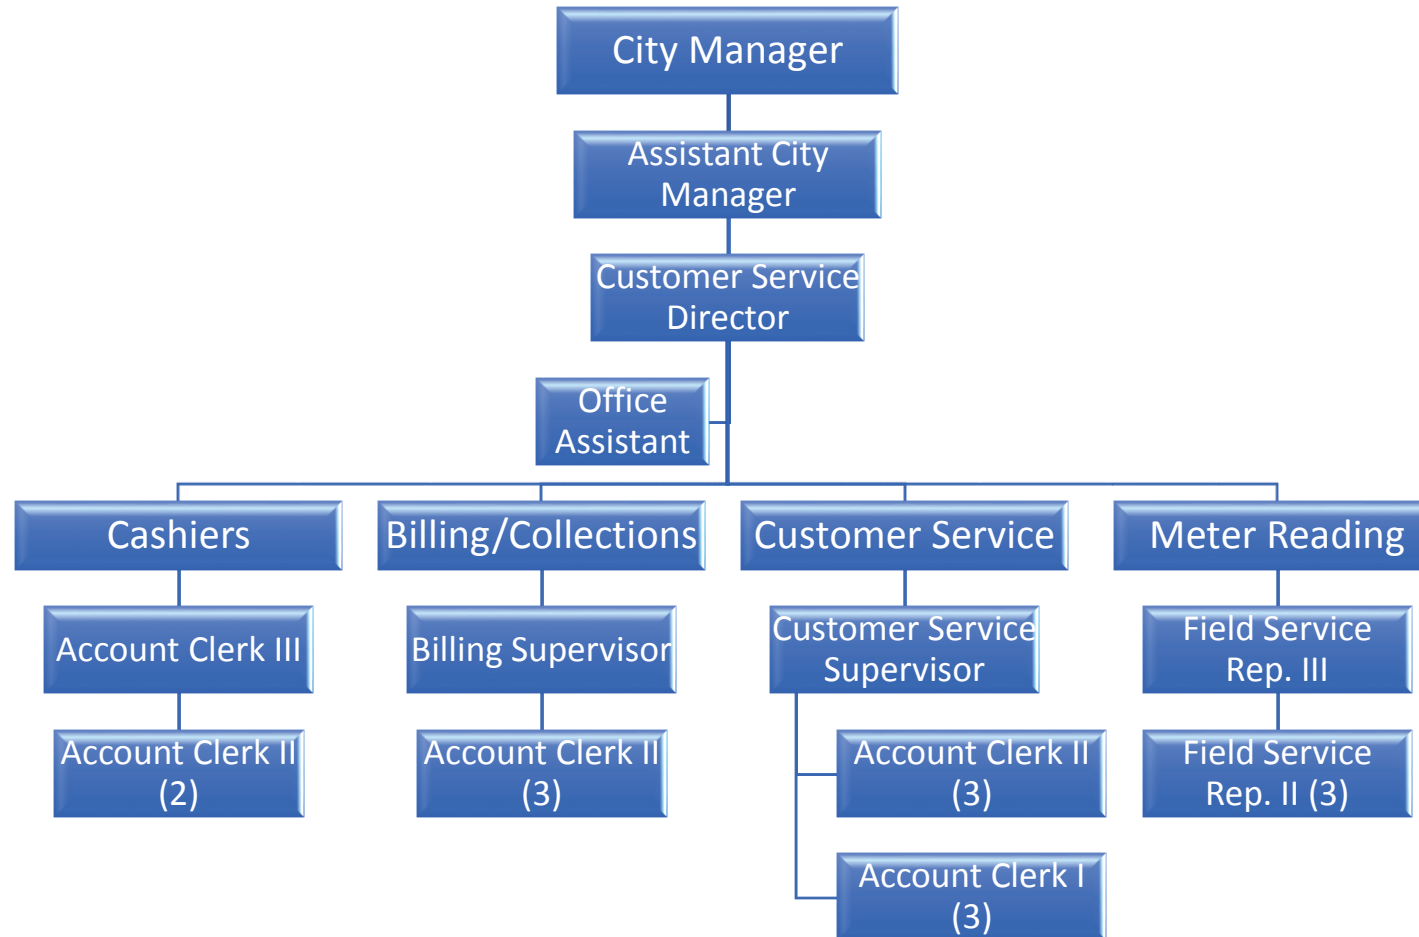 City Manager
Assistant City
Manager
Customer Service
Director
Office
Assistant
Cashiers
Billing/Collections
Customer Service
Meter Reading
Account Clerk III
Billing Supervisor
Customer Service
Supervisor
Field Service
Rep. III
Account Clerk II
(2)
Account Clerk II
(3)
Account Clerk II
(3)
Field Service
Rep. II (3)
Account Clerk I
(3)